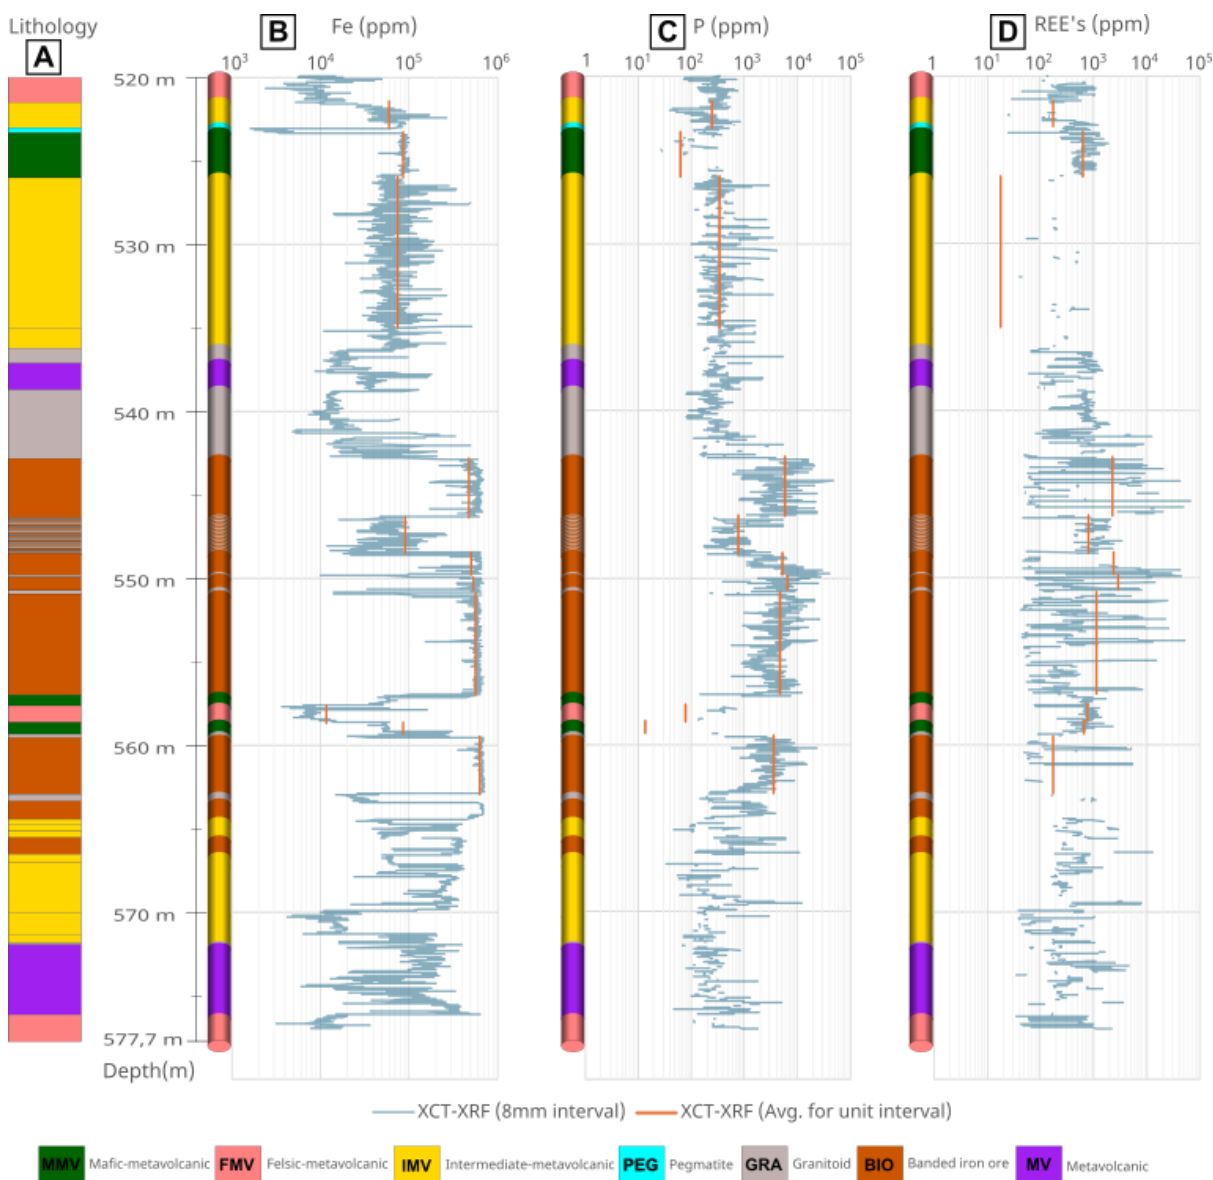 Lithology
A
B Fe (ppm)
C P (ppm)
D REE's (ppm)
10³ 10⁴ 10⁵ 10⁶
1 10¹ 10² 10³ 10⁴ 10⁵
1 10¹ 10² 10³ 10⁴ 10⁵
520 m
530 m
540 m
550 m
560 m
570 m
577,7 m
Depth(m)
XCT-XRF (8mm interval) XCT-XRF (Avg. for unit interval)
MMV Mafic-metavolcanic FMV Felsic-metavolcanic IMV Intermediate-metavolcanic PEG Pegmatite GRA Granitoid BIO Banded iron ore MV Metavolcanic